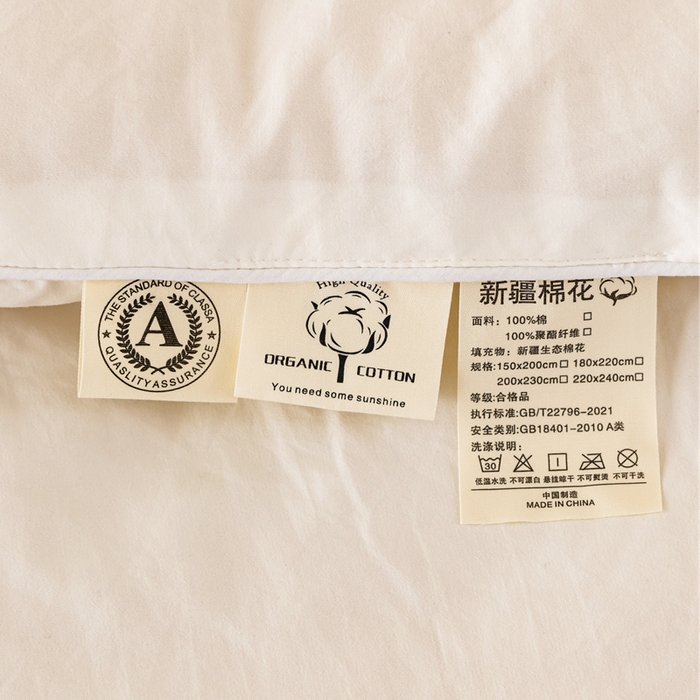 THE STANDARD OF CLASSA
A
QUASLITYASSURANCE
High Quality
ORGANIC COTTON
You need some sunshine
新疆棉花
面料：100%棉 □
100%聚酯纤维□
填充物：新疆生态棉花
规格:150x200cm□ 180x220cm□
200x230cm□ 220x240cm□
等级:合格品
执行标准:GB/T22796-2021
安全类别:GB18401-2010 A类
洗涤说明：
30
低温水洗 不可漂白 悬挂晾干 不可熨烫 不可干洗
中国制造
MADE IN CHINA